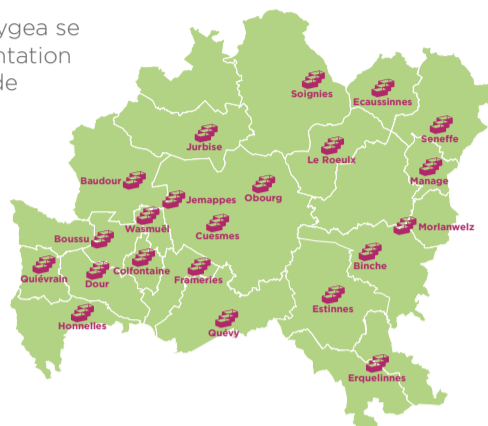 ygea se
ntation
de
Soignies
Ecaussinnes
Seneffe
Jurbise
Le Roeulx
Manage
Baudour
Jemappes
Obourg
Wasmuël
Morlanwelz
Boussu
Cuesmes
Binche
Quiévrain
Dour
Colfontaine
Frameries
Estinnes
Honnelles
Quévy
Erquelinnes